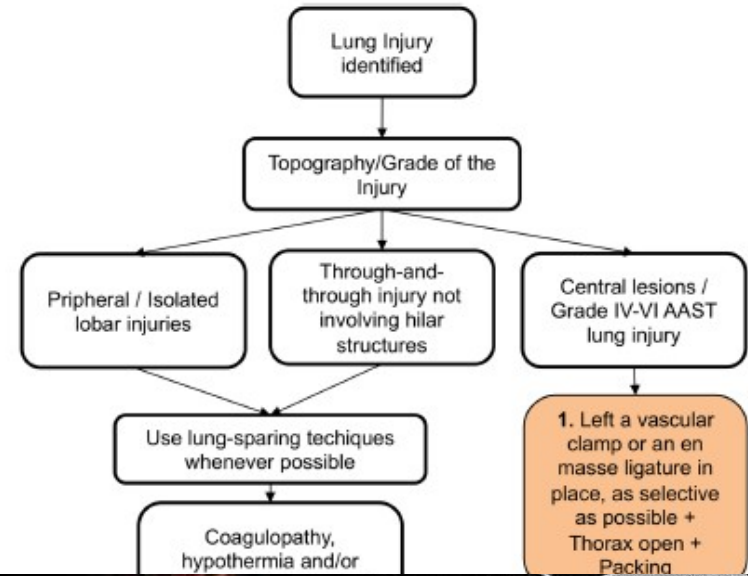 Lung Injury
identified
Topography/Grade of the
Injury
Pripheral / Isolated
lobar injuries
Through-and-
through injury not
involving hilar
structures
Central lesions /
Grade IV-VI AAST
lung injury
Use lung-sparing techiques
whenever possible
1. Left a vascular
clamp or an en
masse ligature in
place, as selective
as possible +
Thorax open +
Packing
Coagulopathy,
hypothermia and/or